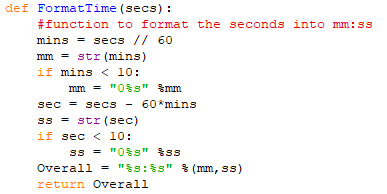 def FormatTime(secs):
    #function to format the seconds into mm:ss
    mins = secs // 60
    mm = str(mins)
    if mins < 10:
        mm = "0%s" %mm
    sec = secs - 60*mins
    ss = str(sec)
    if sec < 10:
        ss = "0%s" %ss
    Overall = "%s:%s" %(mm,ss)
    return Overall